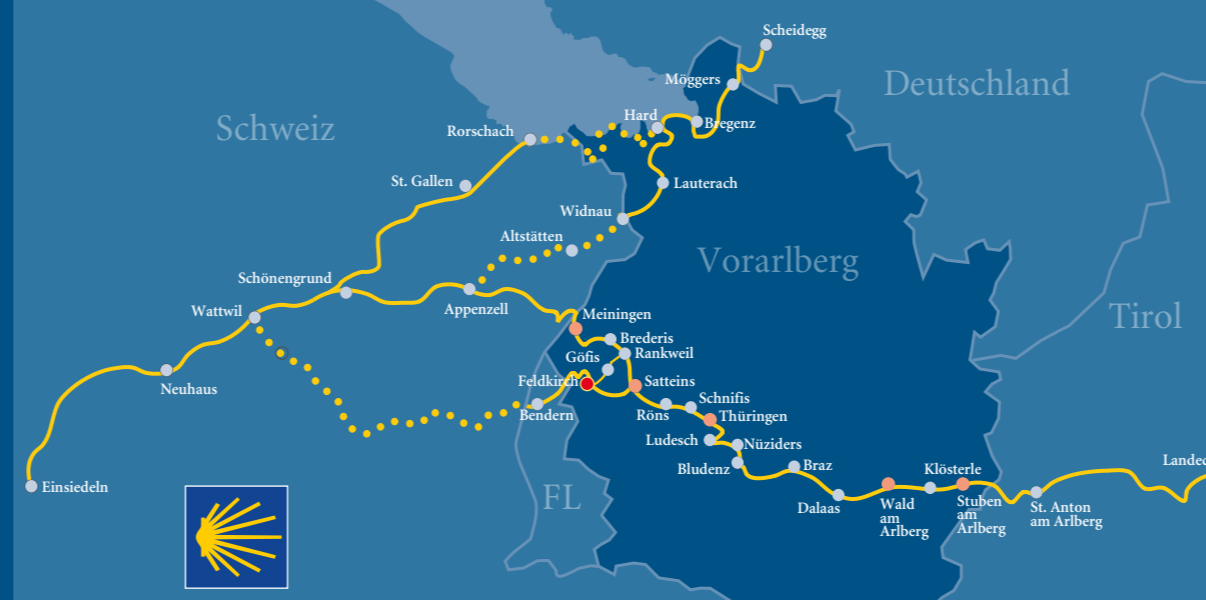 Scheidegg
Möggers
Deutschland
Hard
Bregenz
Schweiz
Rorschach
St. Gallen
Lauterach
Widnau
Altstätten
Vorarlberg
Schönengrund
Wattwil
Appenzell
Meiningen
Tirol
Brederis
Göfis
Rankweil
Feldkirch
Satteins
Neuhaus
Schnifis
Bendern
Röns
Thüringen
Ludesch
Nüziders
Bludenz
Braz
Klösterle
Einsiedeln
FL
Dalaas
Wald
am
Arlberg
Stuben
am
Arlberg
St. Anton
am Arlberg